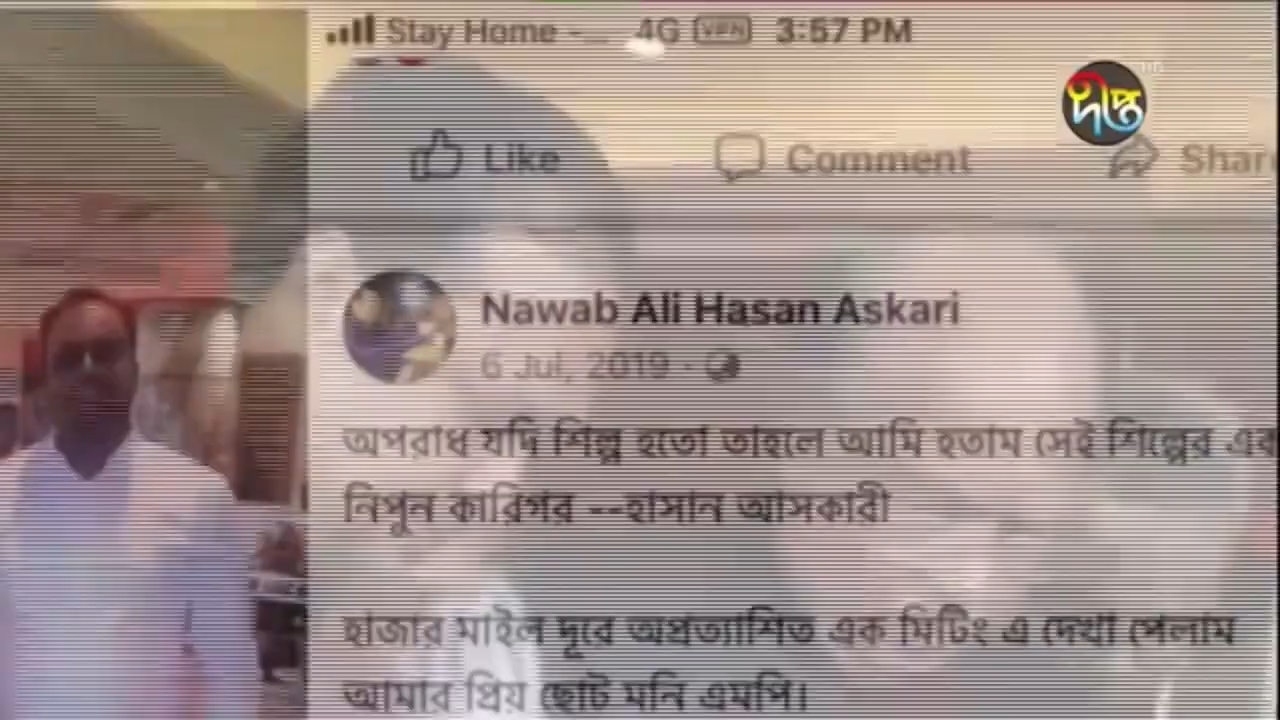 Stay Home -... 4G VPN 3:57 PM
দীপ্ত
Like Comment Share
Nawab Ali Hasan Askari
6 Jul, 2019 ·
অপরাধ যদি শিল্প হতো তাহলে আমি হতাম সেই শিল্পের এক
নিপুন কারিগর --হাসান আসকারী
হাজার মাইল দূরে অপ্রত্যাশিত এক মিটিং এ দেখা পেলাম
আমার প্রিয় ছোট মনি এমপি।